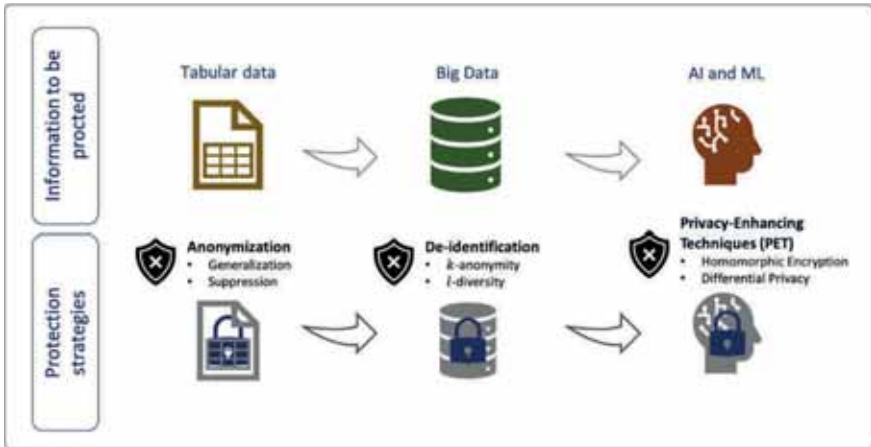 Information to be
procted
Tabular data
Big Data
AI and ML
Protection
strategies
Anonymization
• Generalization
• Suppression
De-identification
• k-anonymity
• l-diversity
Privacy-Enhancing
Techniques (PET)
• Homomorphic Encryption
• Differential Privacy